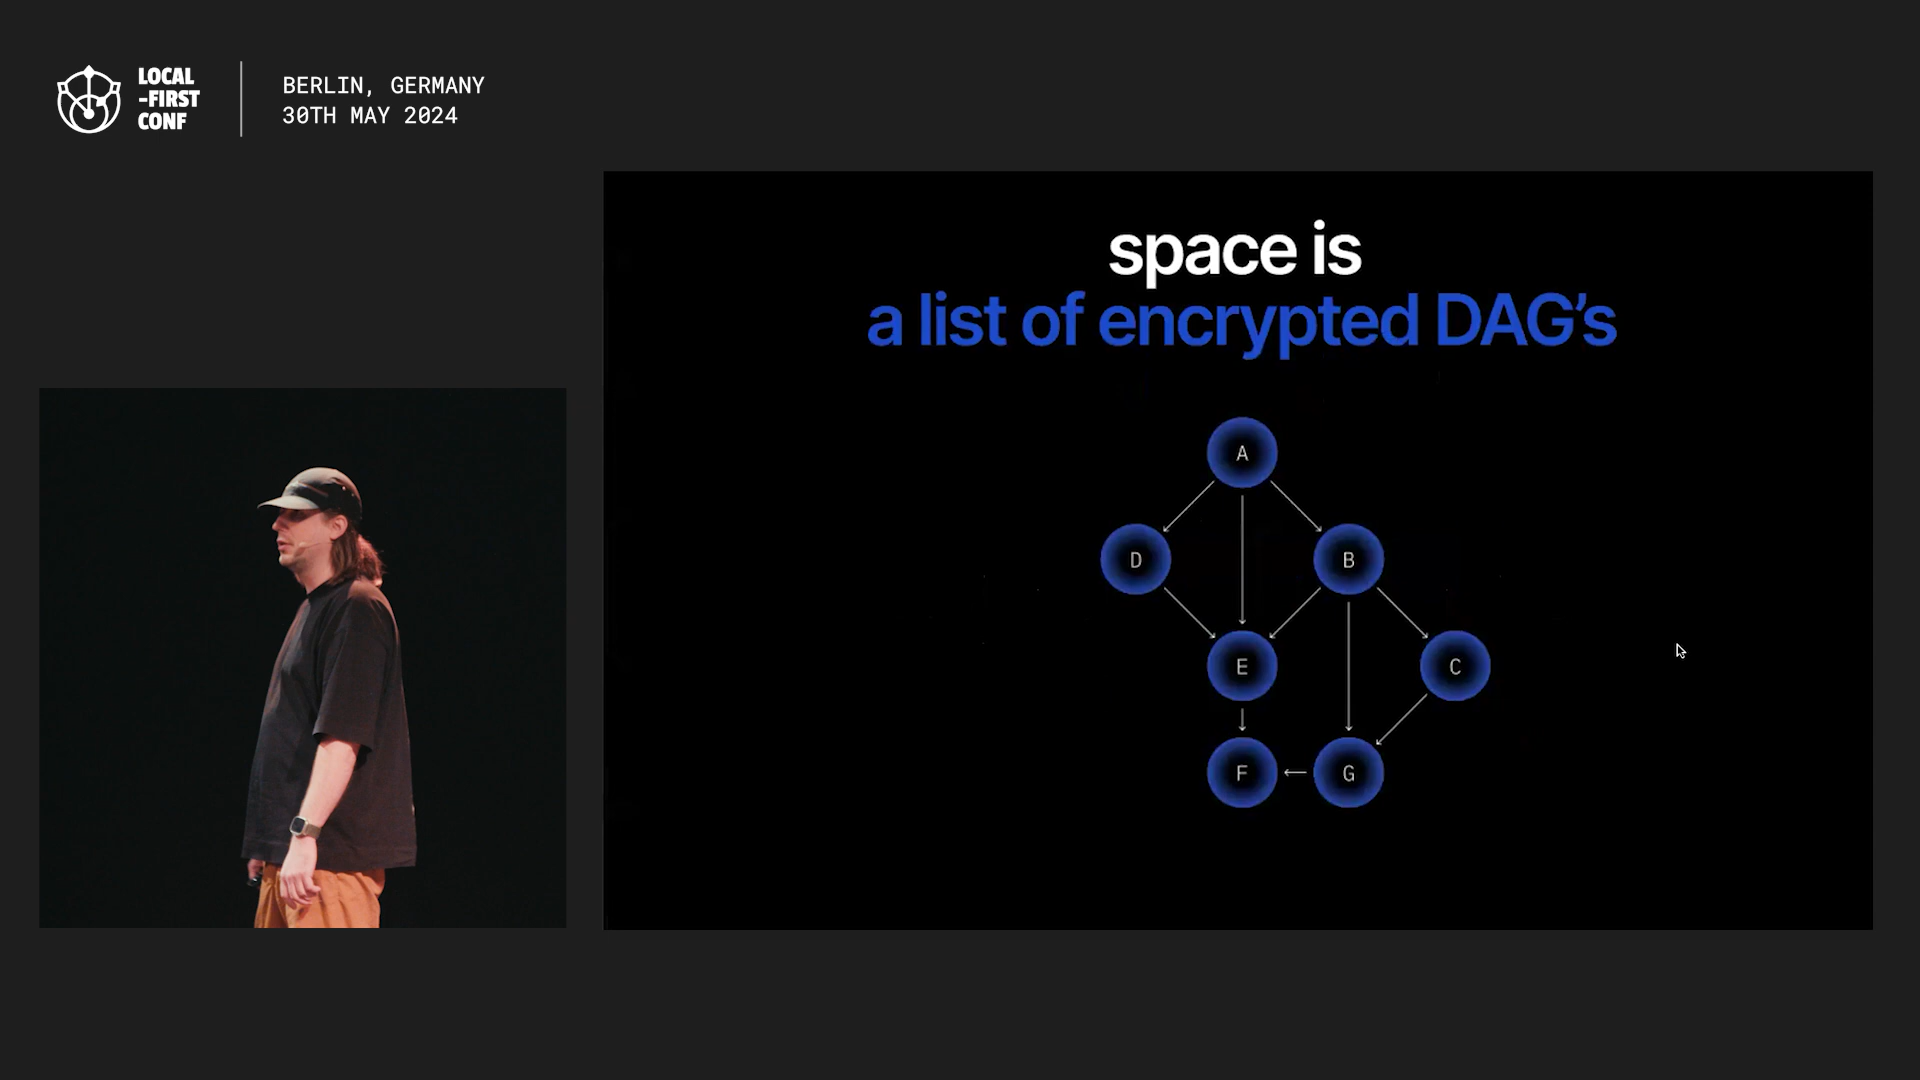 LOCAL
-FIRST
CONF
BERLIN, GERMANY
30TH MAY 2024
space is
a list of encrypted DAG’s
A
D
B
E
C
F
G